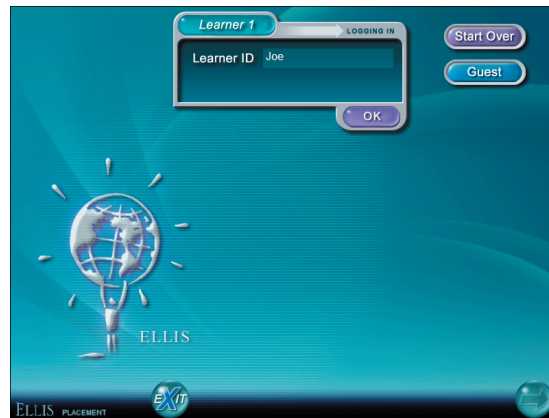 Learner 1
LOGGING IN
Start Over
Learner ID Joe
Guest
OK
ELLIS
ELLIS PLACEMENT
EXIT